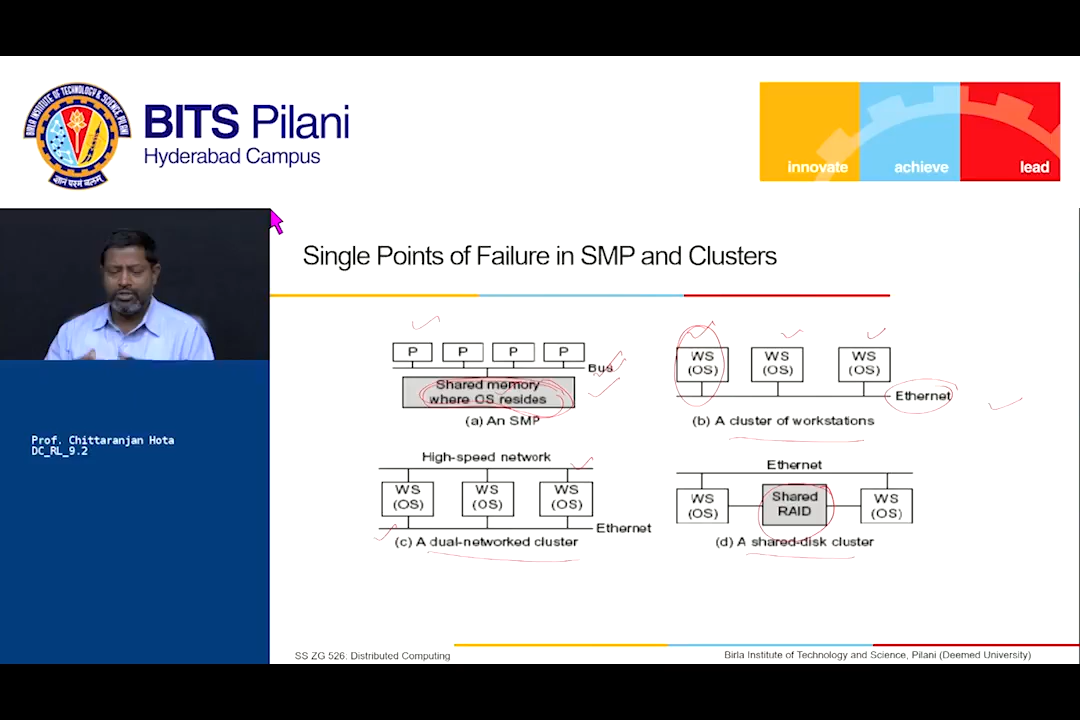 BITS Pilani
Hyderabad Campus
innovate achieve lead
Single Points of Failure in SMP and Clusters
P P P P
Bus
Shared memory
where OS resides
(a) An SMP
WS WS WS
(OS) (OS) (OS)
Ethernet
(b) A cluster of workstations
High-speed network
WS WS WS
(OS) (OS) (OS)
Ethernet
(c) A dual-networked cluster
Ethernet
WS Shared WS
(OS) RAID (OS)
(d) A shared-disk cluster
Prof. Chittaranjan Hota
DC_RL_9.2
SS ZG 526: Distributed Computing
Birla Institute of Technology and Science, Pilani (Deemed University)